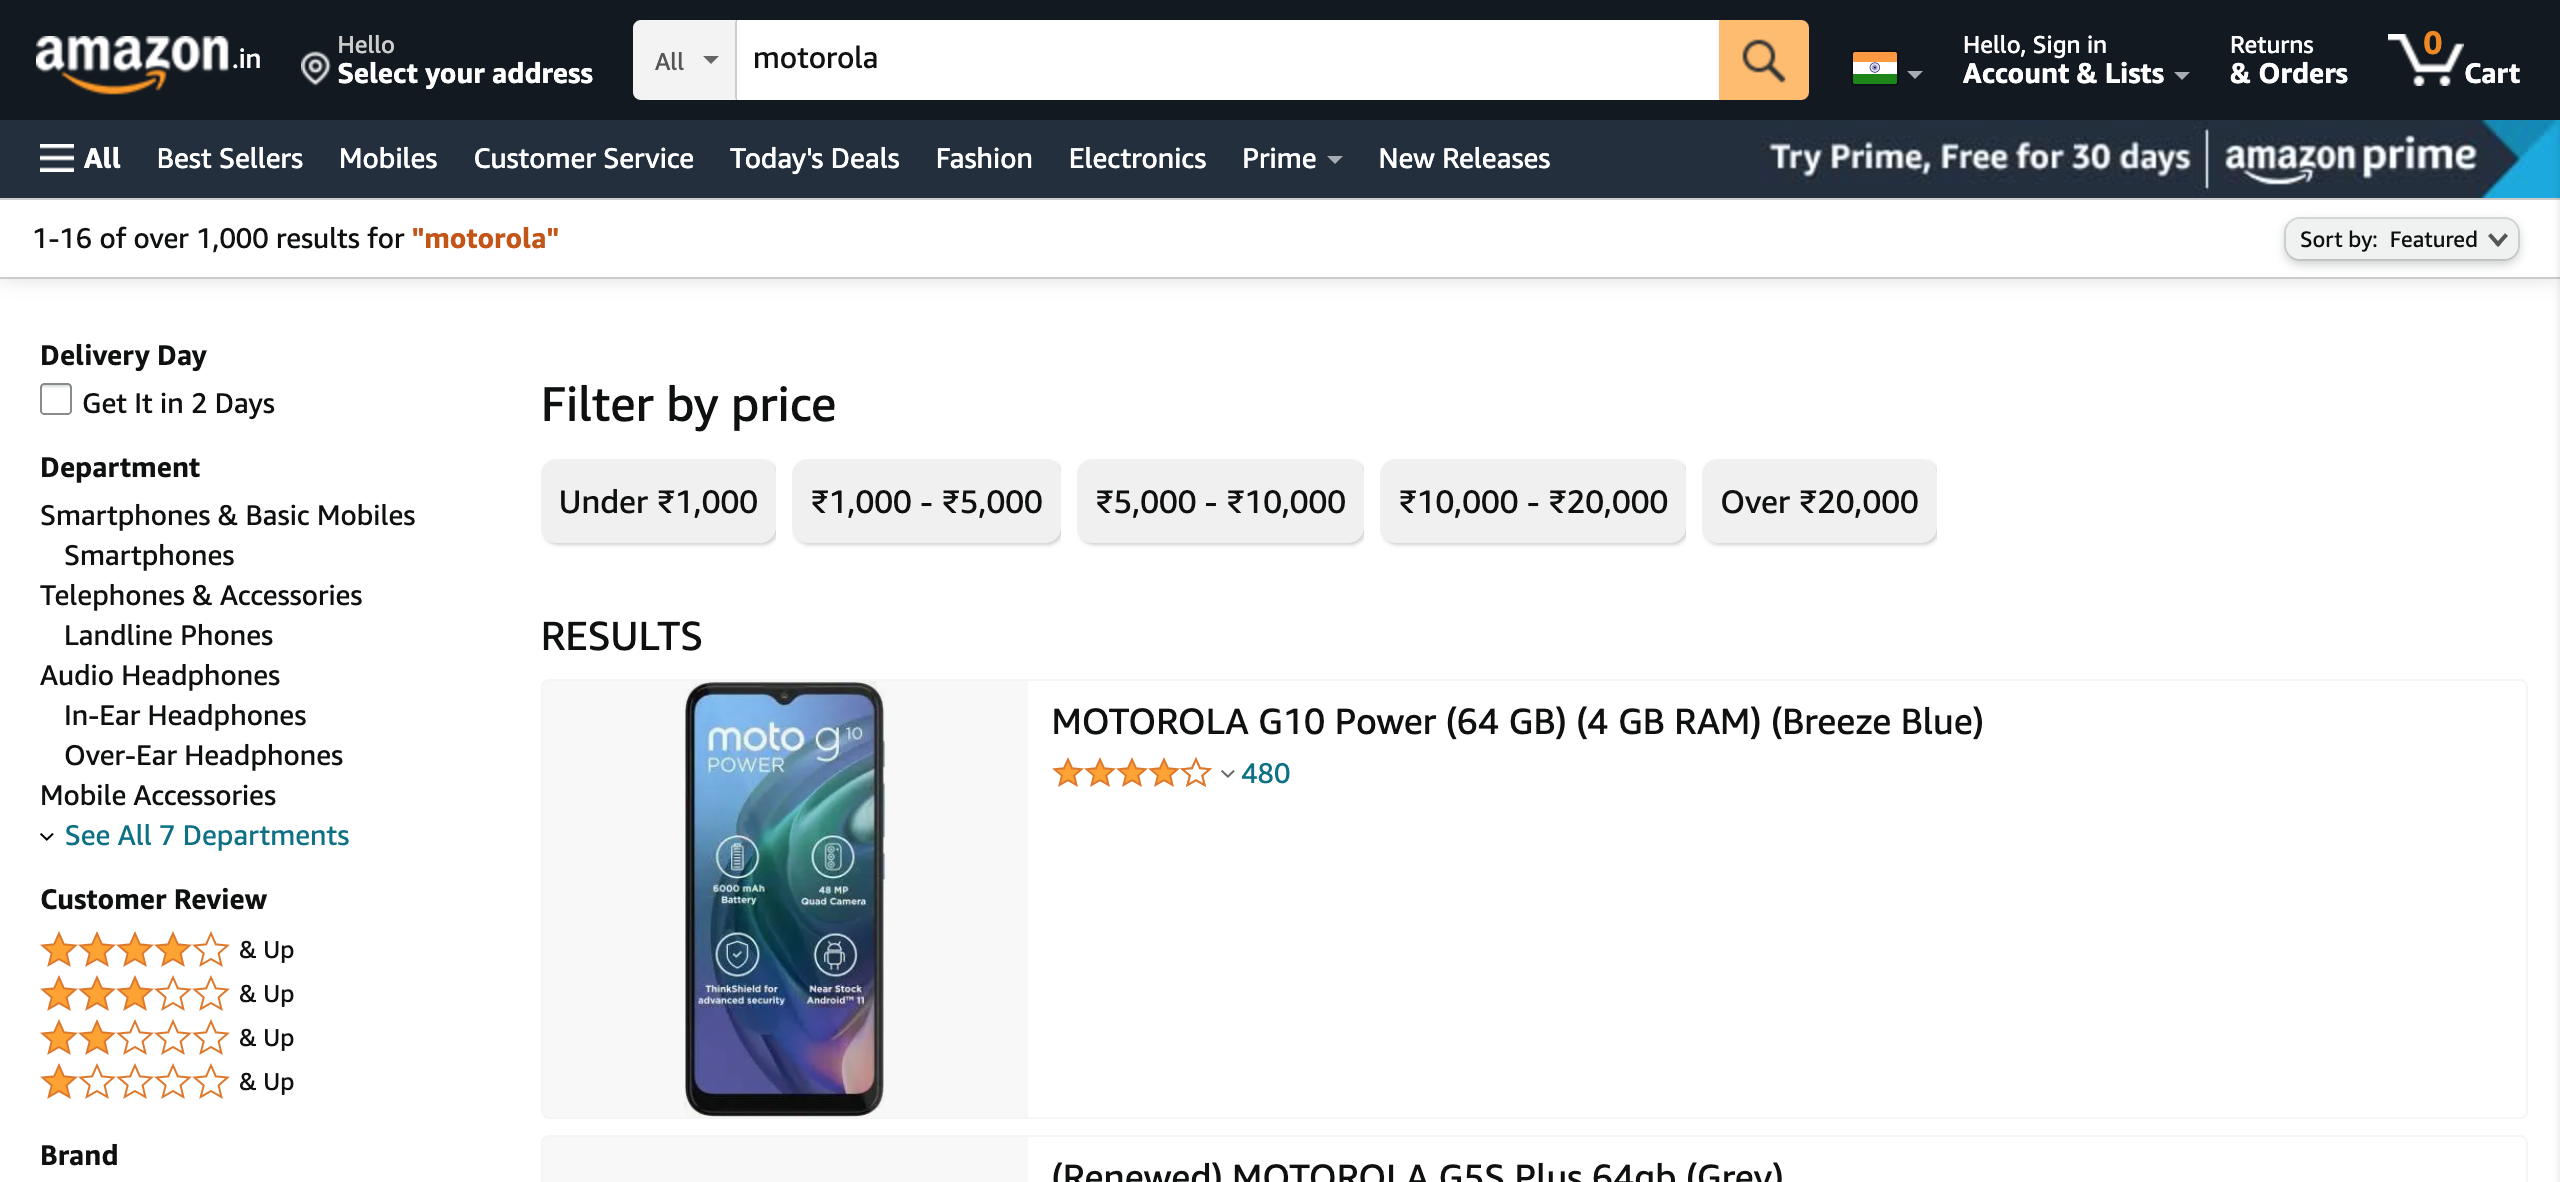 amazon.in
Hello
Select your address
All
motorola
Hello, Sign in
Account & Lists
Returns
& Orders
0
Cart
All
Best Sellers
Mobiles
Customer Service
Today's Deals
Fashion
Electronics
Prime
New Releases
Try Prime, Free for 30 days
amazon prime
1-16 of over 1,000 results for "motorola"
Sort by: Featured
Delivery Day
Get It in 2 Days
Department
Smartphones & Basic Mobiles
Smartphones
Telephones & Accessories
Landline Phones
Audio Headphones
In-Ear Headphones
Over-Ear Headphones
Mobile Accessories
See All 7 Departments
Customer Review
& Up
& Up
& Up
& Up
Brand
Filter by price
Under ₹1,000
₹1,000 - ₹5,000
₹5,000 - ₹10,000
₹10,000 - ₹20,000
Over ₹20,000
RESULTS
moto g10
POWER
6000 mAh
Battery
48 MP
Quad Camera
ThinkShield for
advanced security
Near Stock
Android™ 11
MOTOROLA G10 Power (64 GB) (4 GB RAM) (Breeze Blue)
480
(Renewed) MOTOROLA G5S Plus 64gb (Grey)